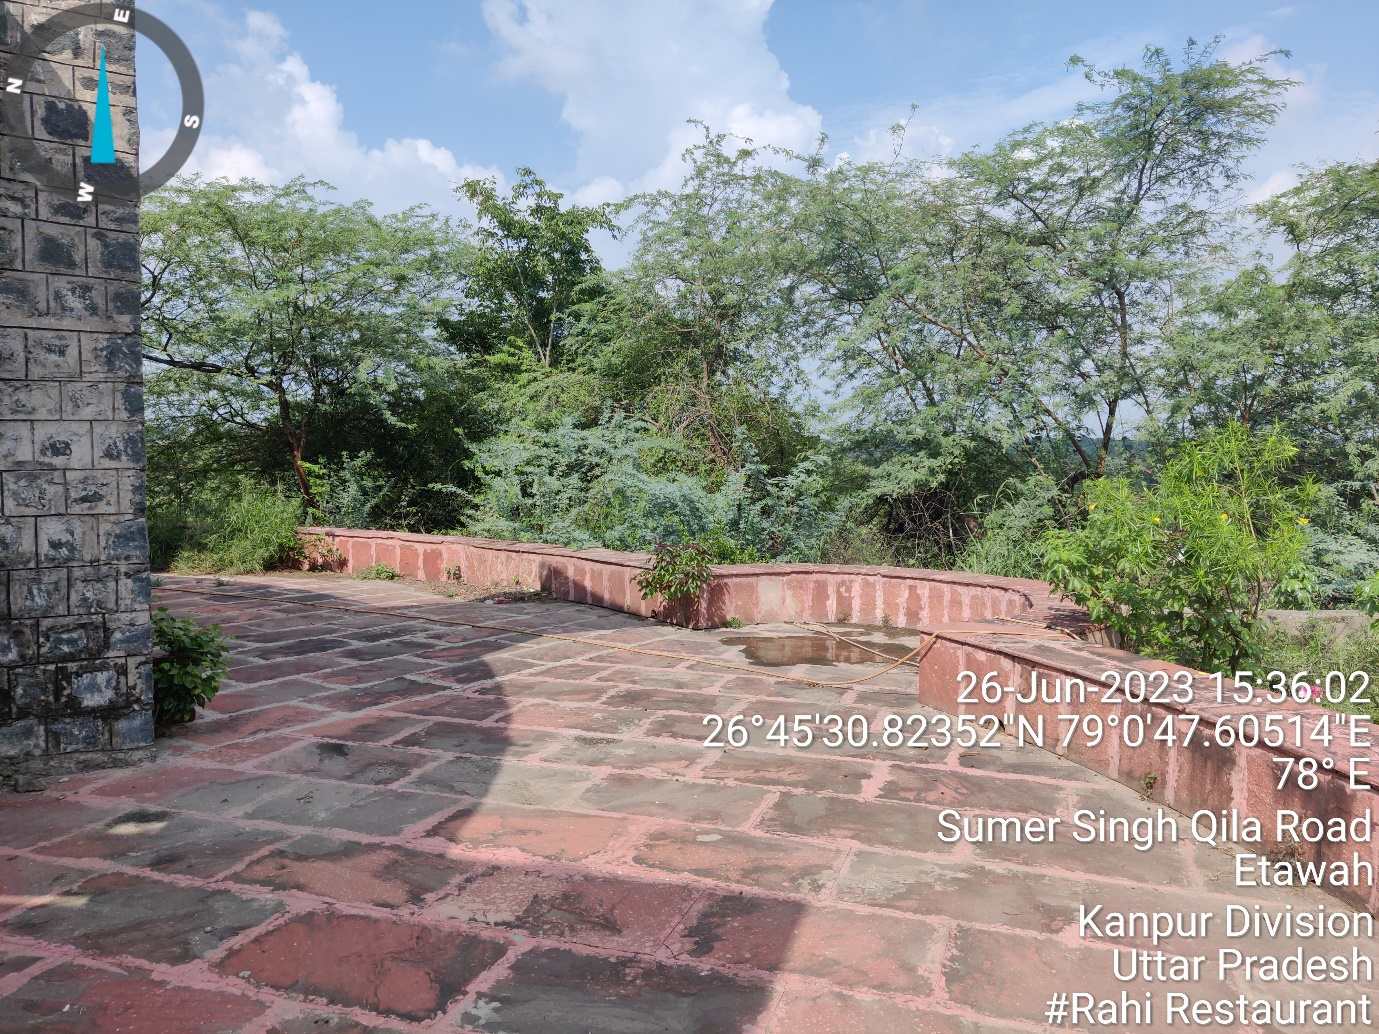 E
N
S
W
26-Jun-2023 15:36:02
26°45'30.82352"N 79°0'47.60514"E
78° E
Sumer Singh Qila Road
Etawah
Kanpur Division
Uttar Pradesh
#Rahi Restaurant